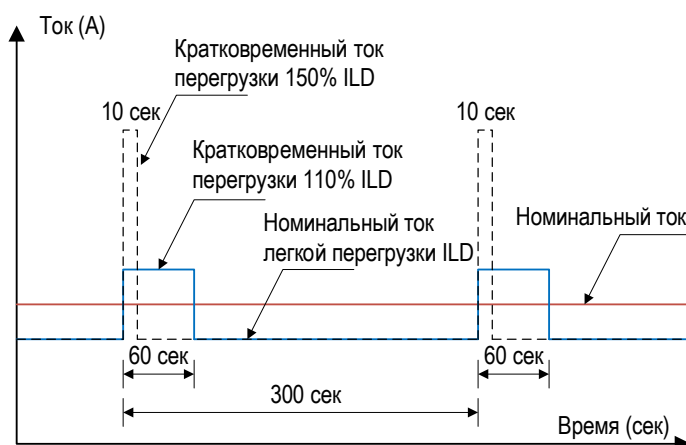 Ток (А)
Кратковременный ток
перегрузки 150% ILD
10 сек
10 сек
Кратковременный ток
перегрузки 110% ILD
Номинальный ток
легкой перегрузки ILD
Номинальный ток
60 сек
60 сек
300 сек
Время (сек)